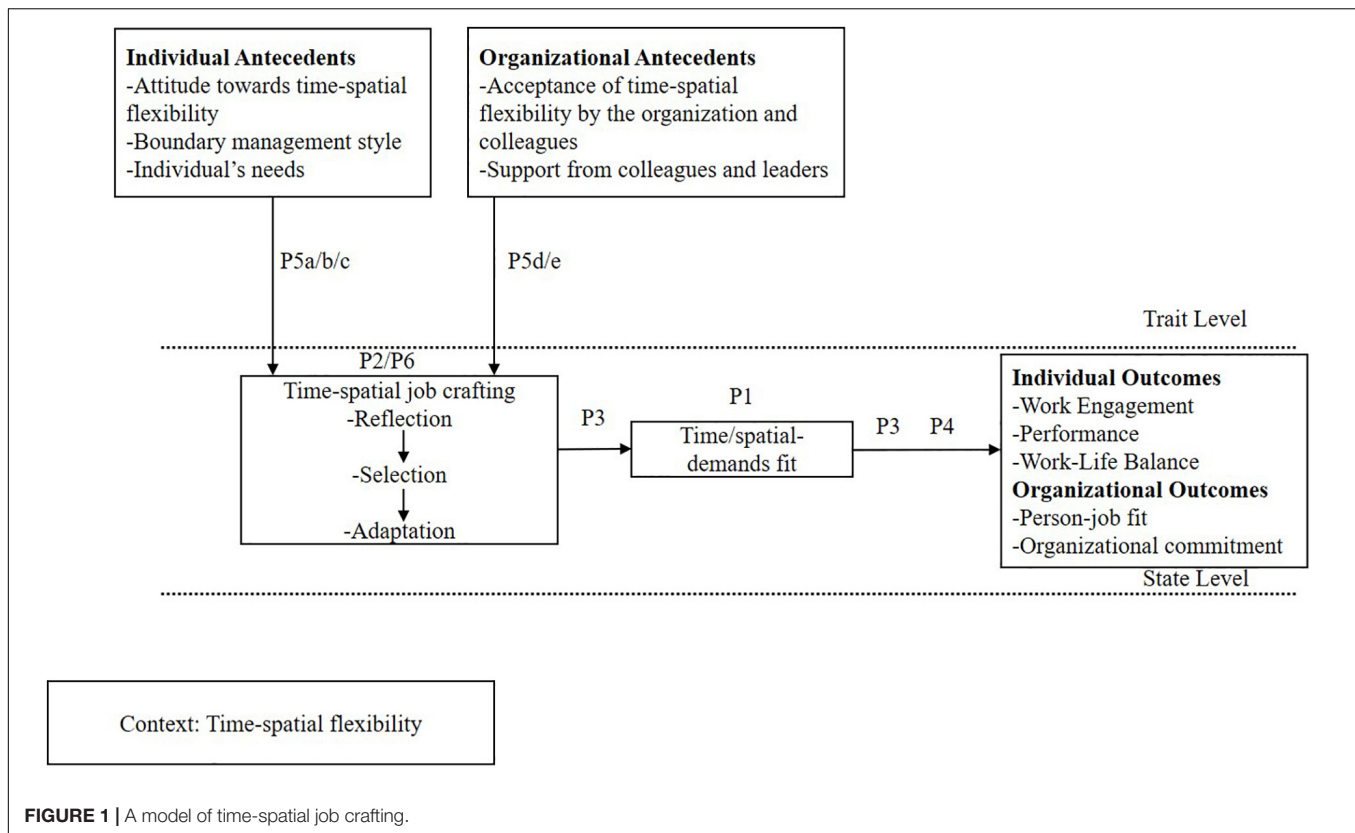 Individual Antecedents
-Attitude towards time-spatial
flexibility
-Boundary management style
-Individual's needs
Organizational Antecedents
-Acceptance of time-spatial
flexibility by the organization and
colleagues
-Support from colleagues and leaders
P5a/b/c
P5d/e
Trait Level
P2/P6
Time-spatial job crafting
-Reflection
-Selection
-Adaptation
P3
P1
Time/spatial-
demands fit
P3 P4
Individual Outcomes
-Work Engagement
-Performance
-Work-Life Balance
Organizational Outcomes
-Person-job fit
-Organizational commitment
State Level
Context: Time-spatial flexibility
FIGURE 1 | A model of time-spatial job crafting.